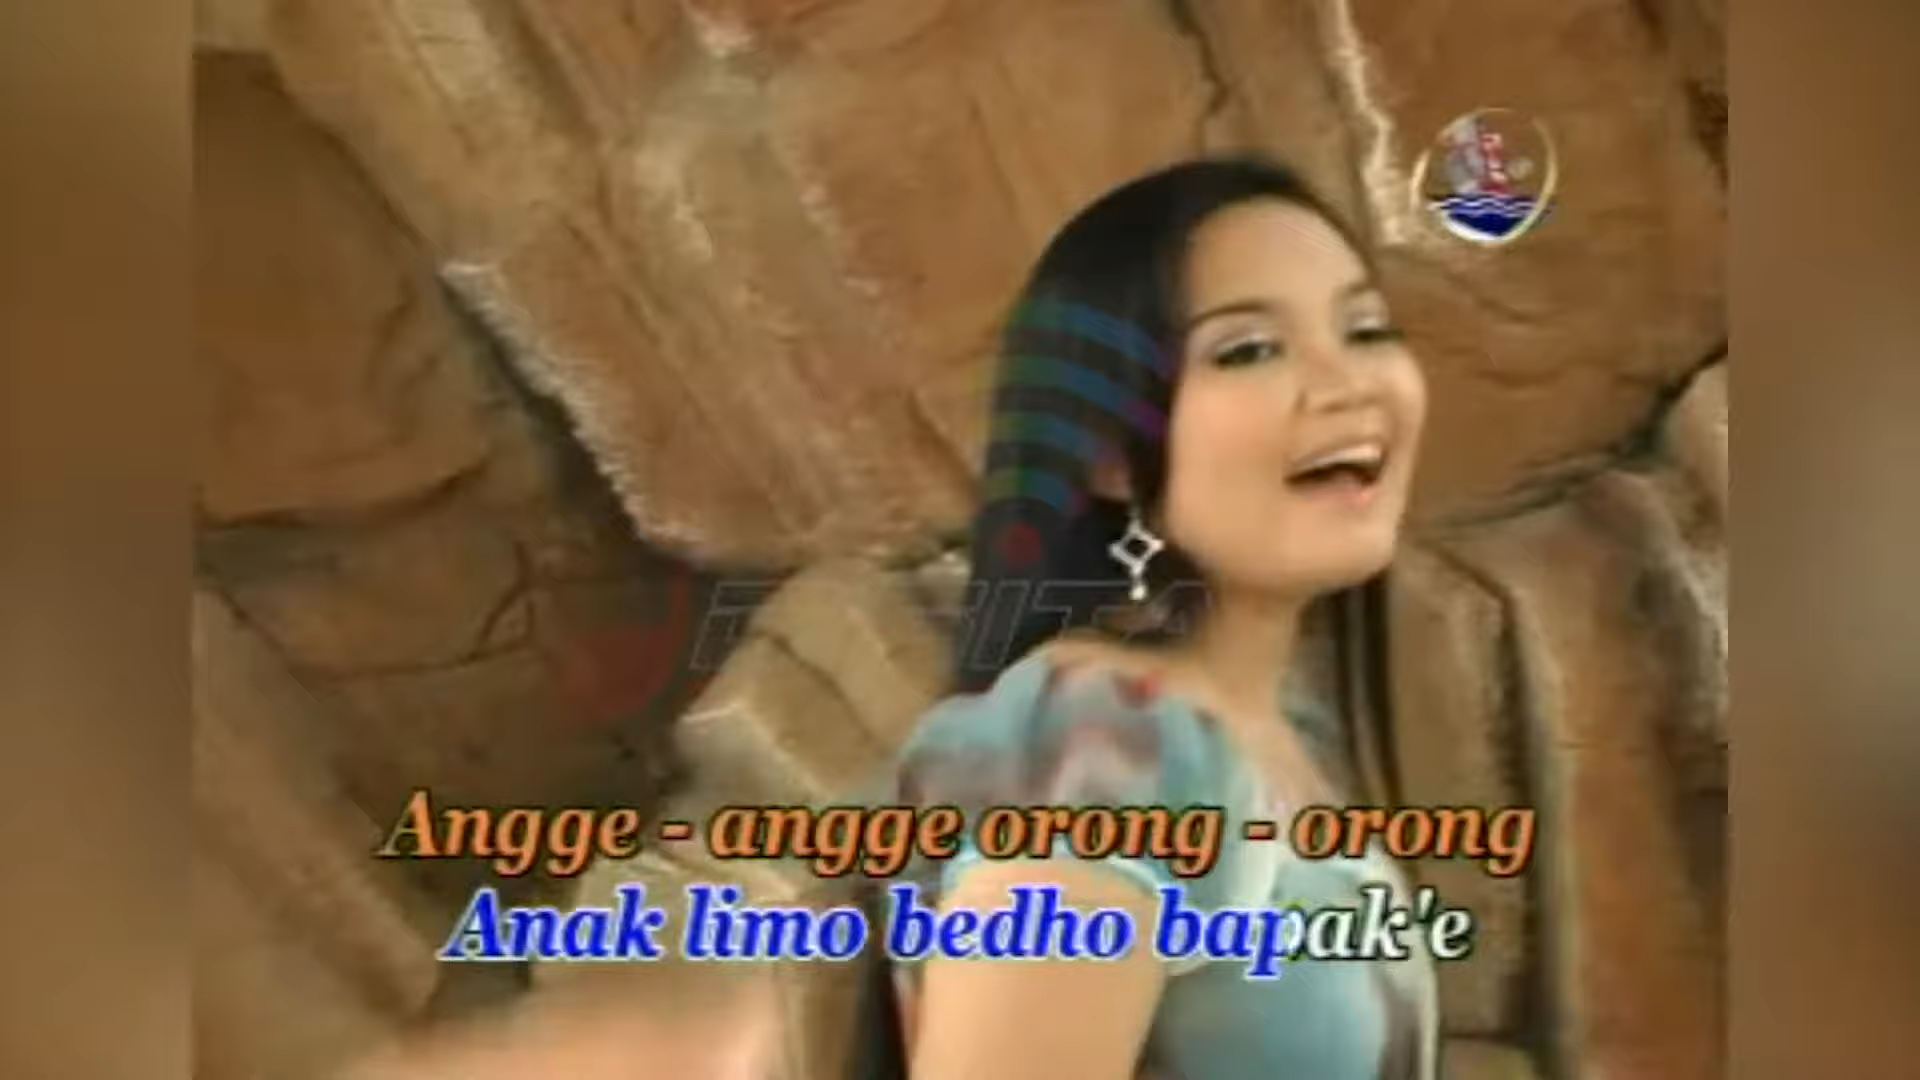 Angge - angge orong - orong
Anak limo bedho bapak'e